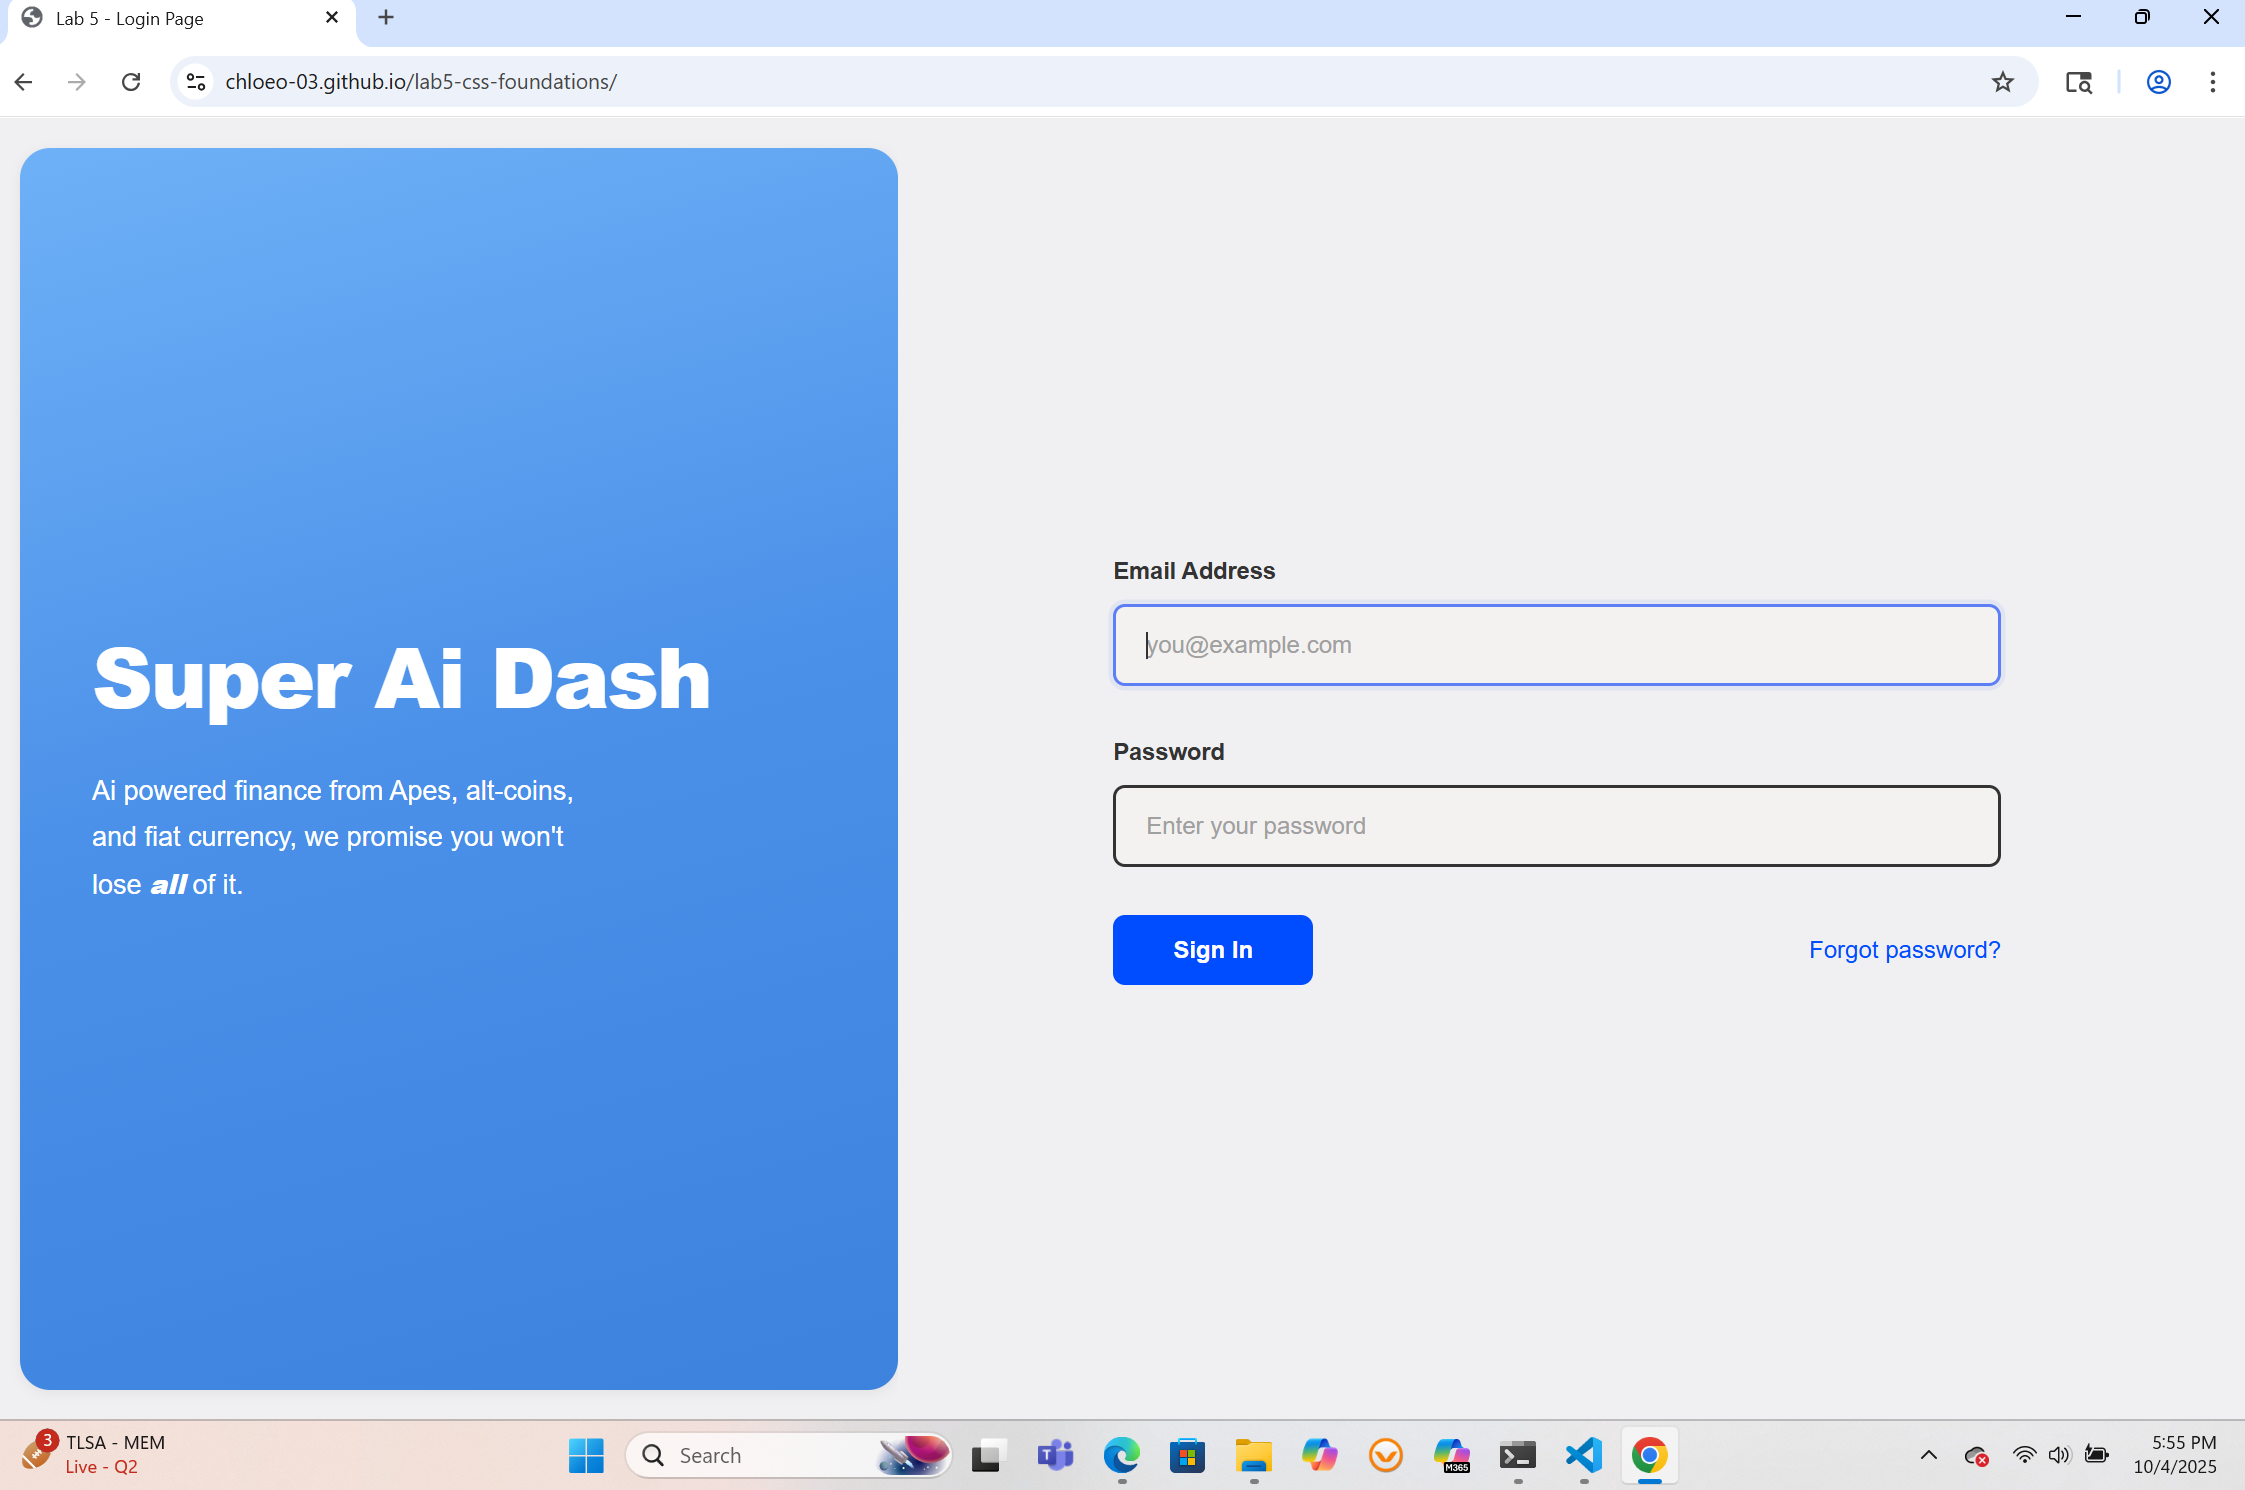 Lab 5 - Login Page
chloeo-03.github.io/lab5-css-foundations/
Super Ai Dash
Ai powered finance from Apes, alt-coins,
and fiat currency, we promise you won't
lose all of it.
Email Address
you@example.com
Password
Enter your password
Sign In
Forgot password?
3
TLSA - MEM
Live - Q2
Search
T
M365
5:55 PM
10/4/2025